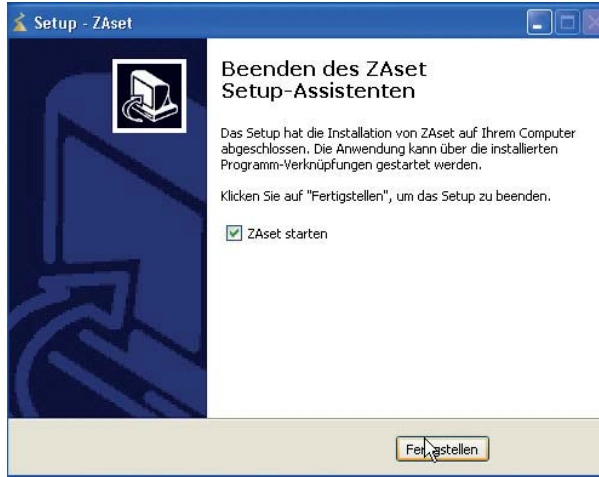 Setup - ZAset
Beenden des ZAset
Setup-Assistenten
Das Setup hat die Installation von ZAset auf Ihrem Computer
abgeschlossen. Die Anwendung kann über die installierten
Programm-Verknüpfungen gestartet werden.
Klicken Sie auf "Fertigstellen", um das Setup zu beenden.
ZAset starten
Fertigstellen